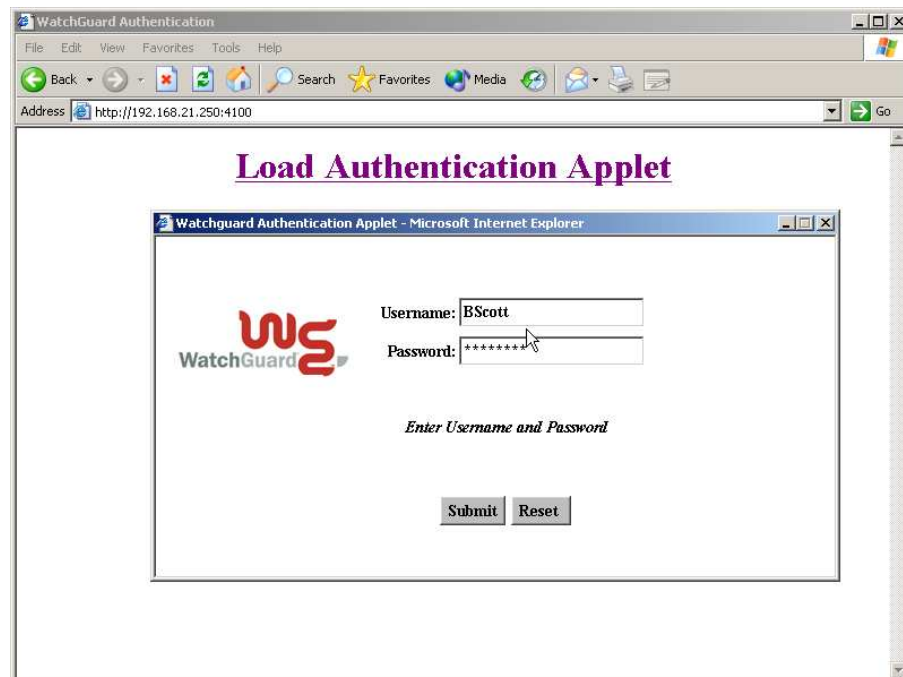 WatchGuard Authentication
File Edit View Favorites Tools Help
Back Search Favorites Media
Address http://192.168.21.250:4100 Go
Load Authentication Applet
Watchguard Authentication Applet - Microsoft Internet Explorer
Username: BScott
WatchGuard
Password: ********
Enter Username and Password
Submit Reset